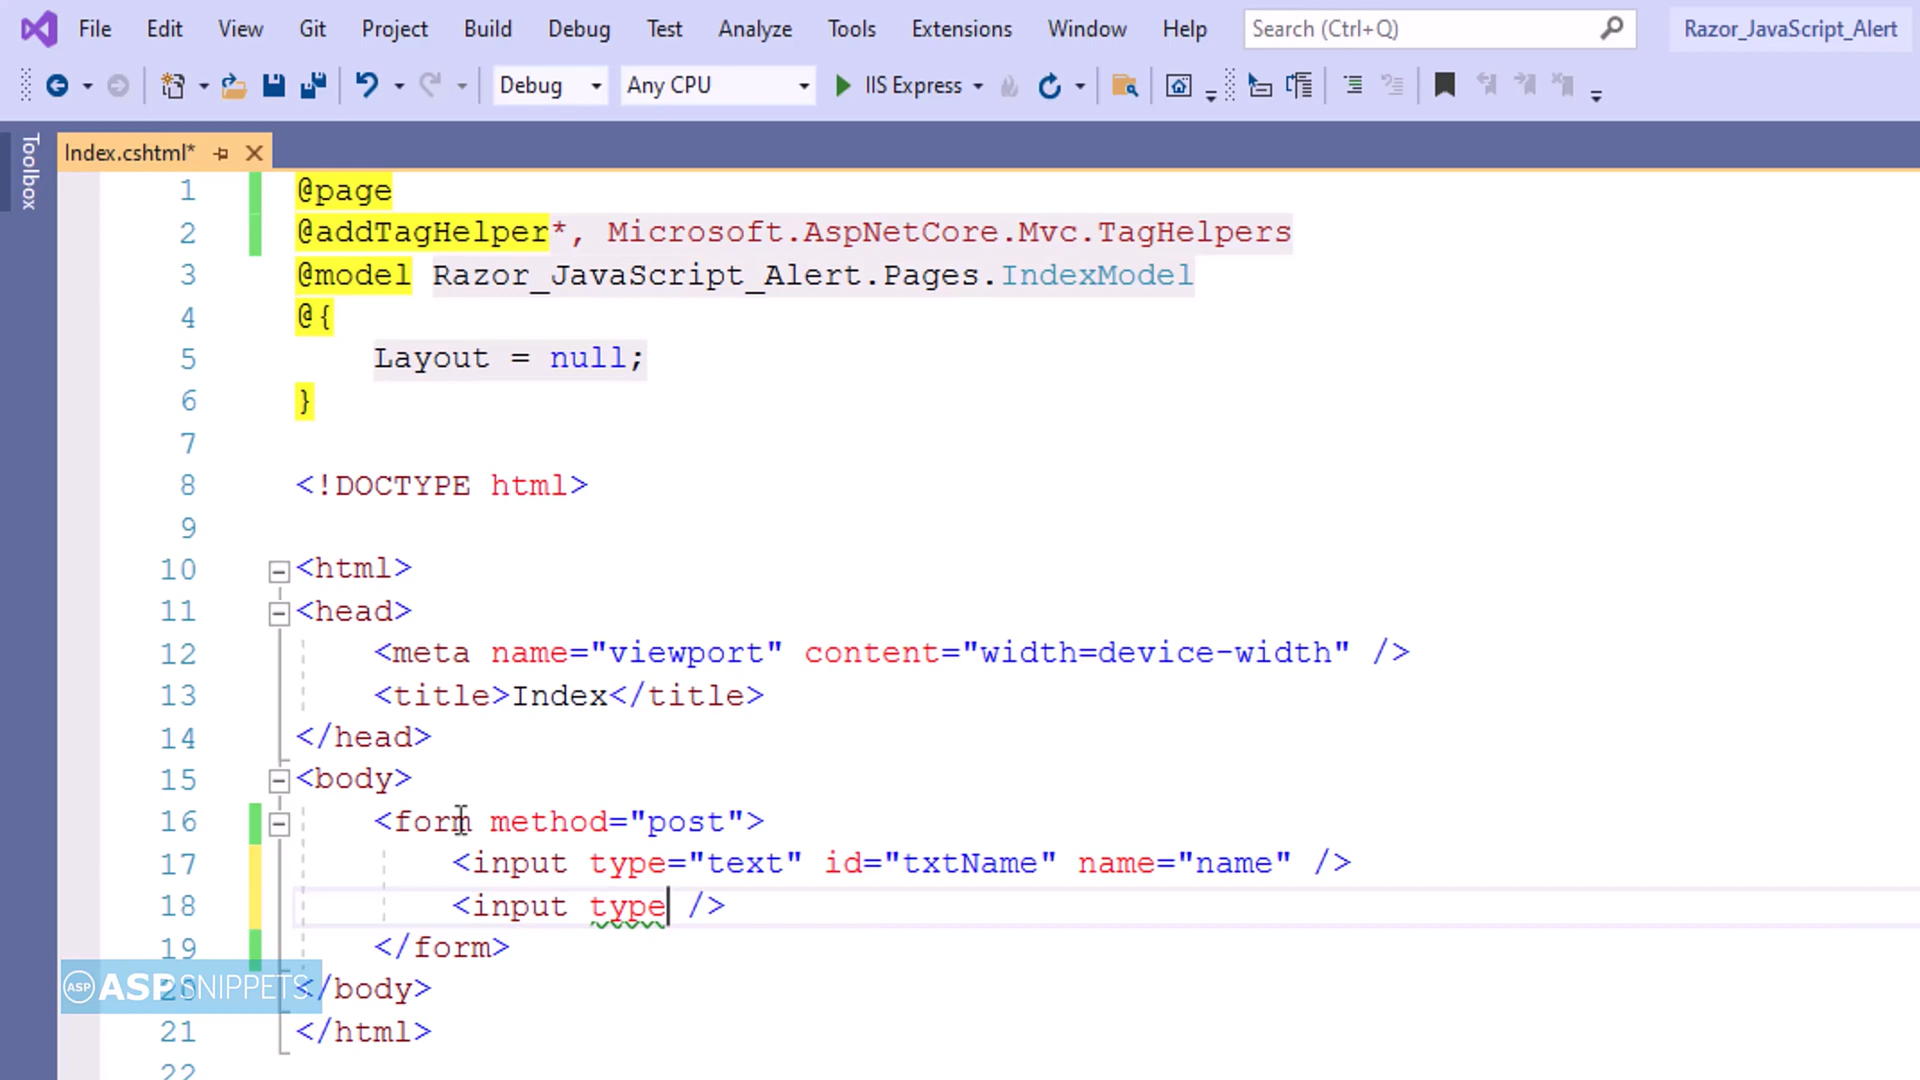 File Edit View Git Project Build Debug Test Analyze Tools Extensions Window Help Search (Ctrl+Q) Razor_JavaScript_Alert
Debug Any CPU IIS Express
Toolbox
Index.cshtml*
1 @page
2 @addTagHelper*, Microsoft.AspNetCore.Mvc.TagHelpers
3 @model Razor_JavaScript_Alert.Pages.IndexModel
4 @{
5 Layout = null;
6 }
7
8 <!DOCTYPE html>
9
10 <html>
11 <head>
12 <meta name="viewport" content="width=device-width" />
13 <title>Index</title>
14 </head>
15 <body>
16 <form method="post">
17 <input type="text" id="txtName" name="name" />
18 <input type />
19 </form>
20 </body>
ASP ASPSNIPPETS
21 </html>
22